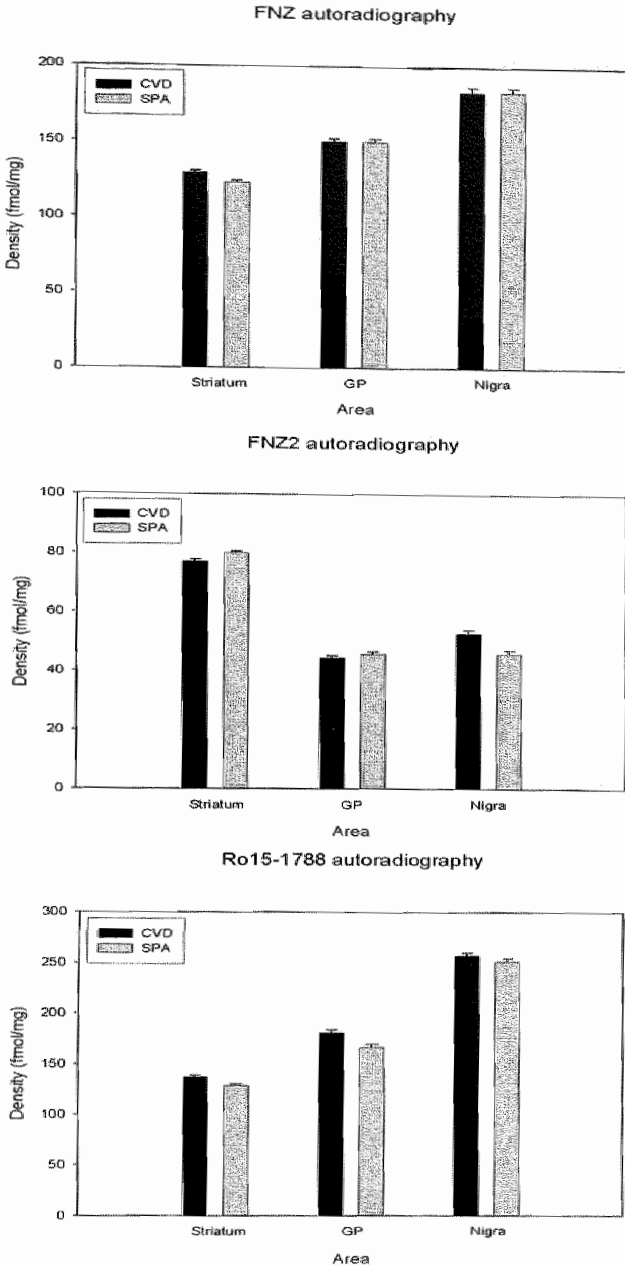 FNZ autoradiography
200
150
100
50
0
Density (fmol/mg)
CVD
SPA
Striatum GP Nigra
Area
FNZ2 autoradiography
100
80
60
40
20
0
Density (fmol/mg)
CVD
SPA
Striatum GP Nigra
Area
Ro15-1788 autoradiography
300
250
200
150
100
50
0
Density (fmol/mg)
CVD
SPA
Striatum GP Nigra
Area